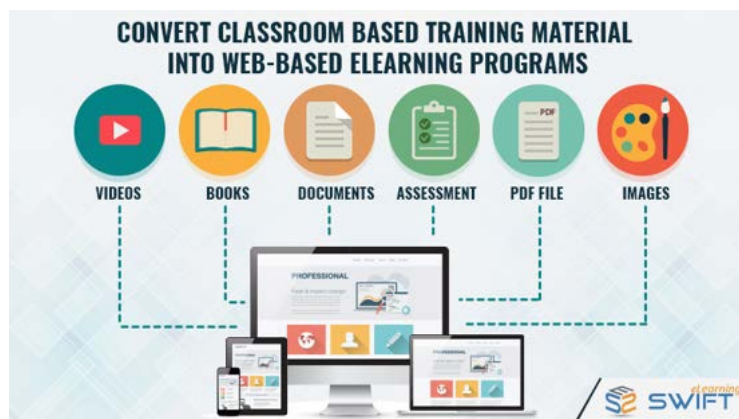 CONVERT CLASSROOM BASED TRAINING MATERIAL
INTO WEB-BASED ELEARNING PROGRAMS
PDF
VIDEOS
BOOKS
DOCUMENTS
ASSESSMENT
PDF FILE
IMAGES
PROFESSIONAL
PROFESSIONAL
eLearning
SWIFT